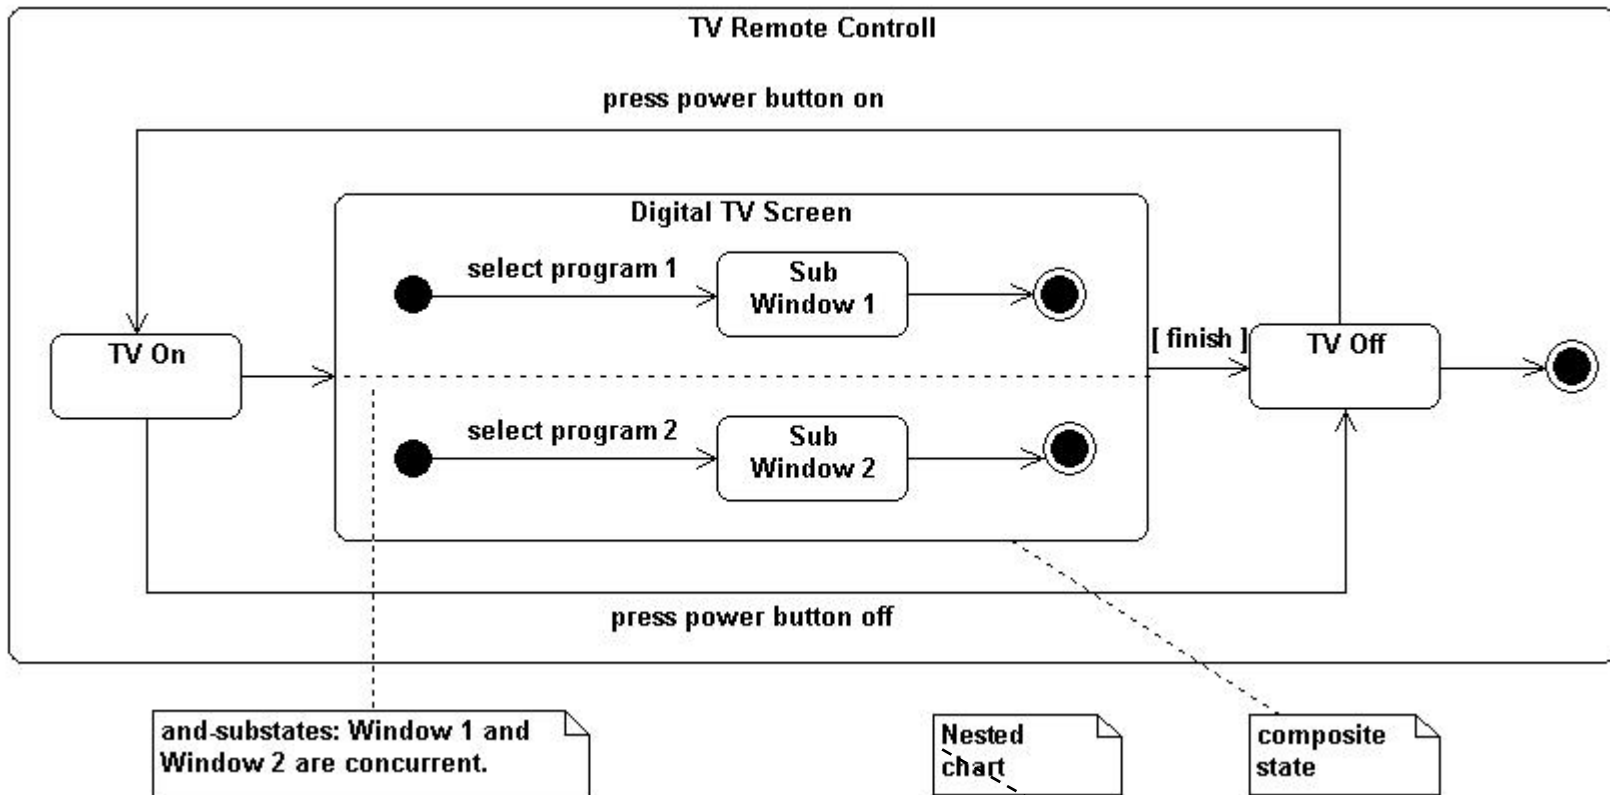 TV Remote Controll
press power button on
Digital TV Screen
select program 1
Sub
Window 1
[ finish ]
TV On
TV Off
select program 2
Sub
Window 2
press power button off
and-substates: Window 1 and
Window 2 are concurrent.
Nested
chart
composite
state